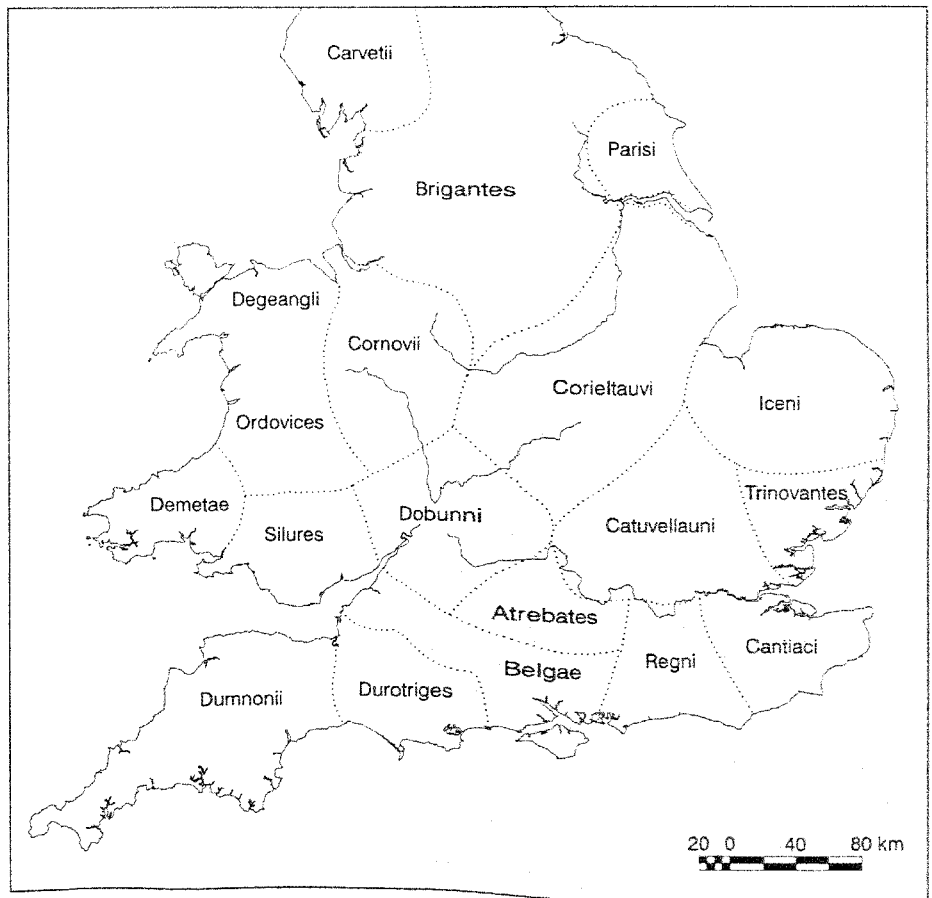 Carvetii
Parisi
Brigantes
Degeangli
Cornovii
Corieltauvi
Iceni
Ordovices
Trinovantes
Demetae
Dobunni
Catuvellauni
Silures
Atrebates
Cantiaci
Belgae
Regni
Dumnonii
Durotriges
20 0 40 80 km